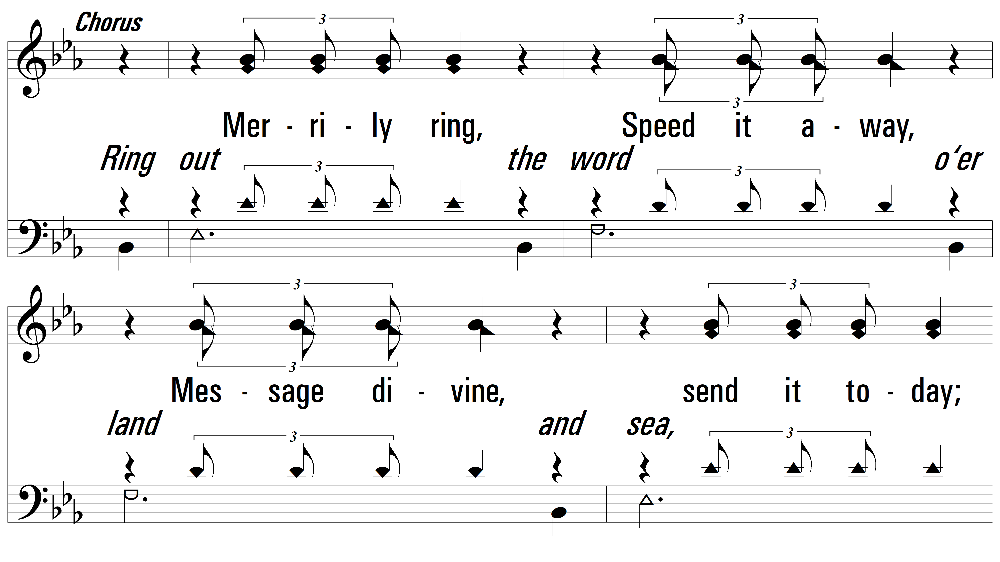 Chorus
3 3
3
Mer - ri - ly ring, Speed it a - way,
Ring out the word o‘er
3 3
3 3
3
Mes - sage di - vine, send it to - day;
land and sea,
3 3